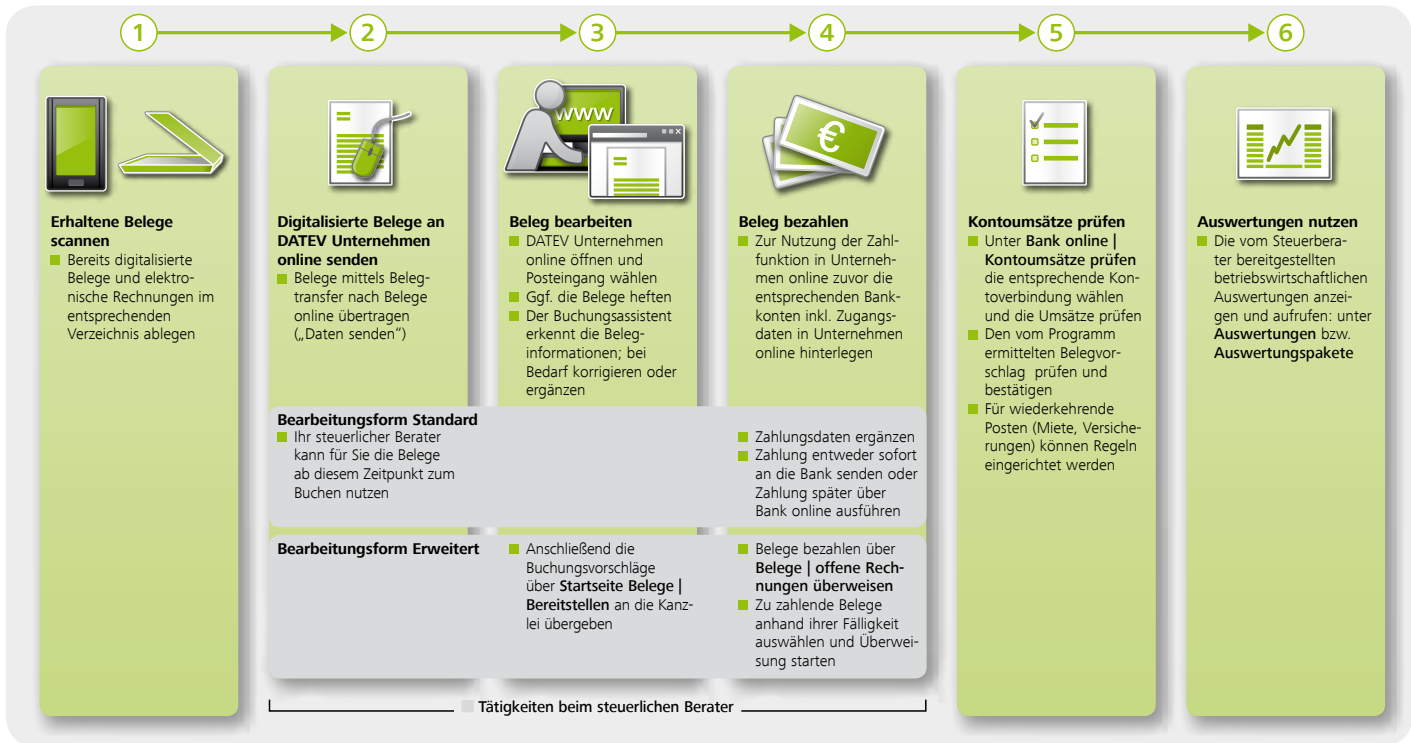 1
2
3
4
5
6
Erhaltene Belege
scannen
Bereits digitalisierte
Belege und elektro-
nische Rechnungen im
entsprechenden
Verzeichnis ablegen
Digitalisierte Belege an
DATEV Unternehmen
online senden
Belege mittels Beleg-
transfer nach Belege
online übertragen
(„Daten senden“)
www
Beleg bearbeiten
DATEV Unternehmen
online öffnen und
Posteingang wählen
Ggf. die Belege heften
Der Buchungsassistent
erkennt die Beleg-
informationen; bei
Bedarf korrigieren oder
ergänzen
€
Beleg bezahlen
Zur Nutzung der Zahl-
funktion in Unterneh-
men online zuvor die
entsprechenden Bank-
konten inkl. Zugangs-
daten in Unternehmen
online hinterlegen
Bearbeitungsform Standard
Ihr steuerlicher Berater
kann für Sie die Belege
ab diesem Zeitpunkt zum
Buchen nutzen
Zahlungsdaten ergänzen
Zahlung entweder sofort
an die Bank senden oder
Zahlung später über
Bank online ausführen
Bearbeitungsform Erweitert
Anschließend die
Buchungsvorschläge
über Startseite Belege |
Bereitstellen an die Kanz-
lei übergeben
Belege bezahlen über
Belege | offene Rech-
nungen überweisen
Zu zahlende Belege
anhand ihrer Fälligkeit
auswählen und Überwei-
sung starten
Tätigkeiten beim steuerlichen Berater
Kontoumsätze prüfen
Unter Bank online |
Kontoumsätze prüfen
die entsprechende Kon-
toverbindung wählen
und die Umsätze prüfen
Den vom Programm
ermittelten Belegvor-
schlag prüfen und
bestätigen
Für wiederkehrende
Posten (Miete, Versiche-
rungen) können Regeln
eingerichtet werden
Auswertungen nutzen
Die vom Steuerbera-
ter bereitgestellten
betriebswirtschaftlichen
Auswertungen anzei-
gen und aufrufen: unter
Auswertungen bzw.
Auswertungspakete